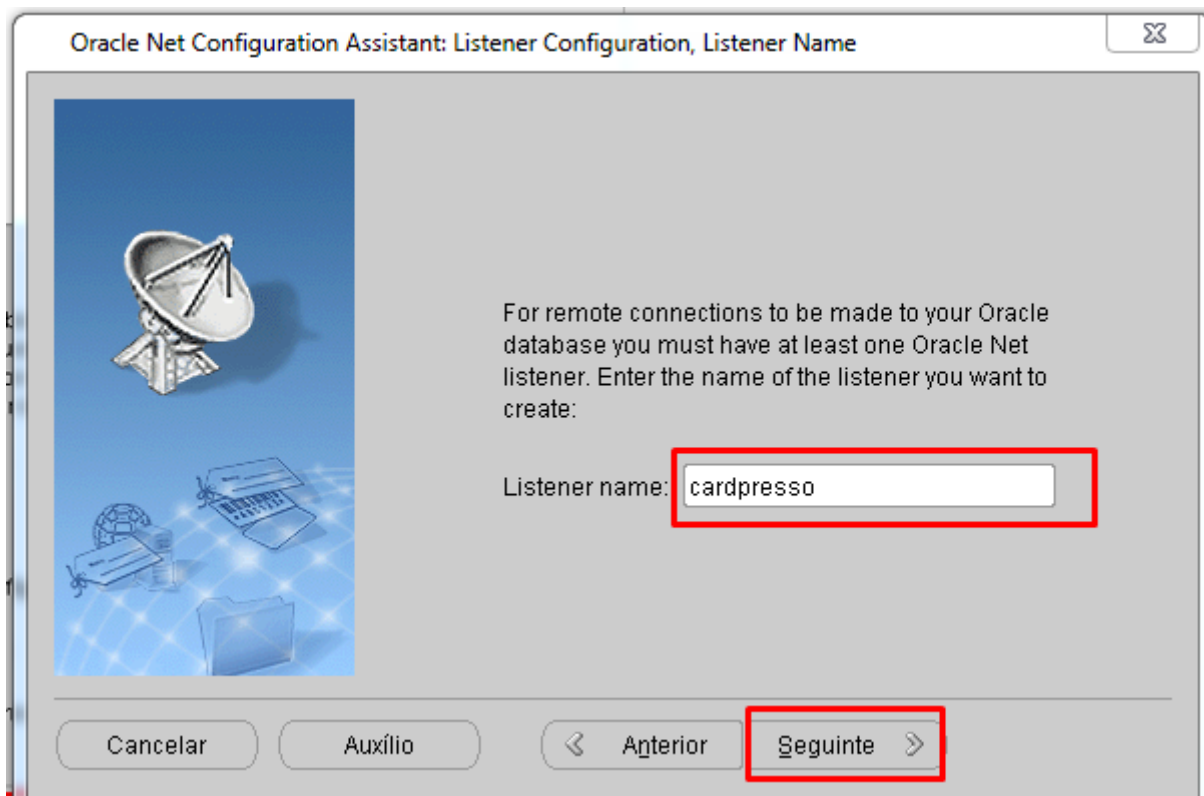 Oracle Net Configuration Assistant: Listener Configuration, Listener Name
For remote connections to be made to your Oracle
database you must have at least one Oracle Net
listener. Enter the name of the listener you want to
create:
Listener name: cardpresso
Cancelar Auxílio Anterior Seguinte